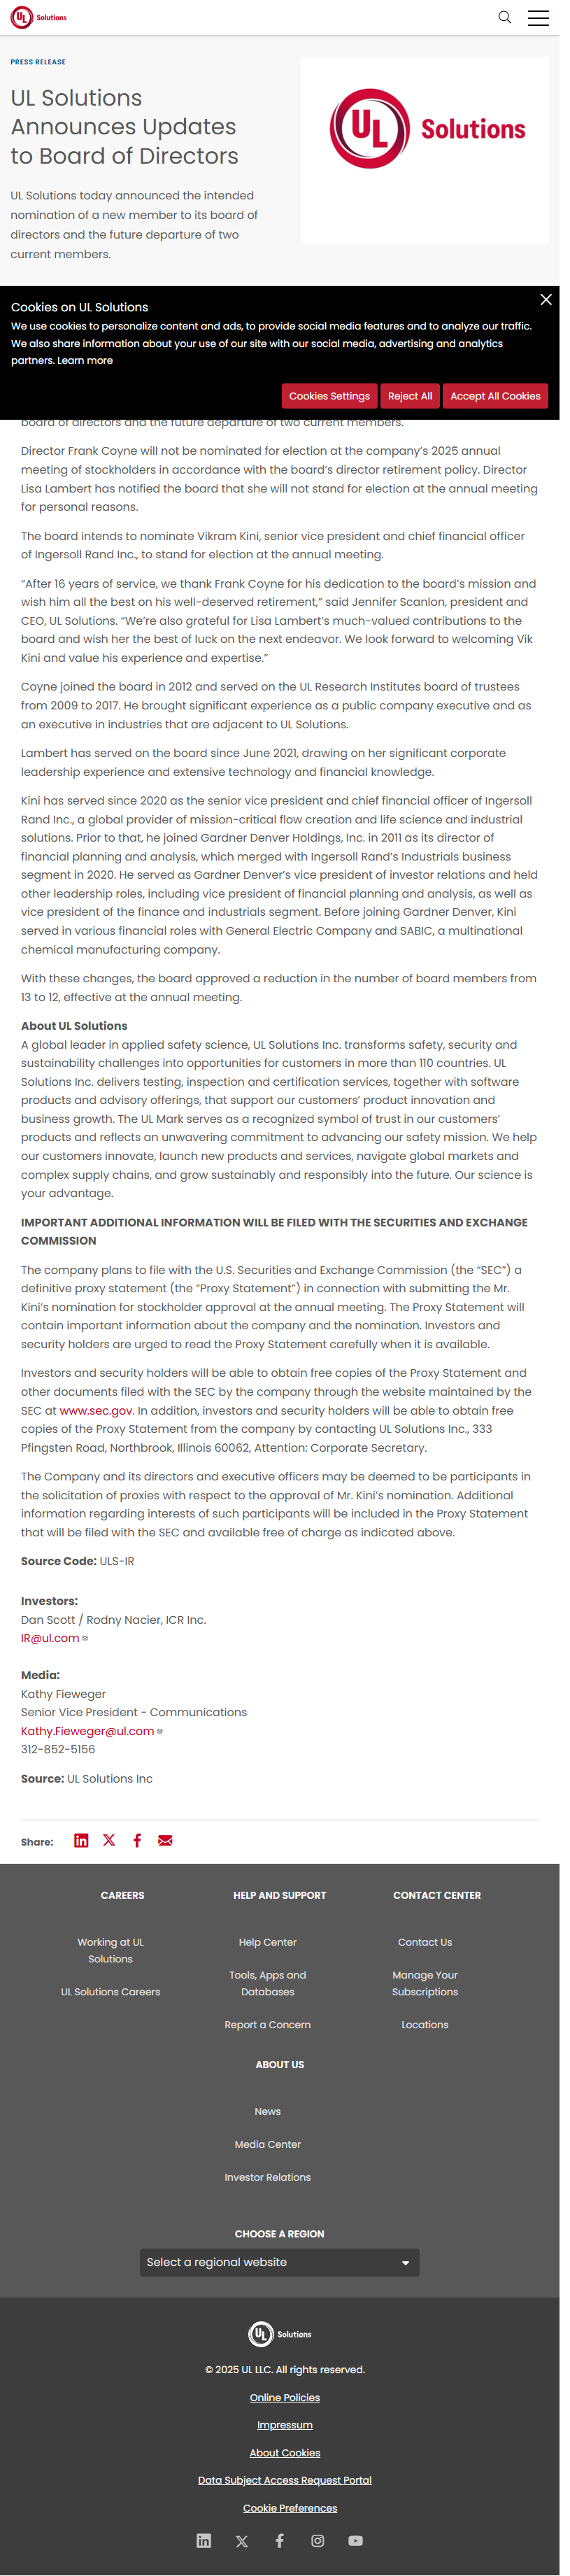 UL Solutions
PRESS RELEASE
UL Solutions
Announces Updates
to Board of Directors
UL Solutions today announced the intended
nomination of a new member to its board of
directors and the future departure of two
current members.
UL Solutions
Cookies on UL Solutions
We use cookies to personalize content and ads, to provide social media features and to analyze our traffic.
We also share information about your use of our site with our social media, advertising and analytics
partners. Learn more
Cookies Settings
Reject All
Accept All Cookies
board of directors and the future departure of two current members.
Director Frank Coyne will not be nominated for election at the company’s 2025 annual
meeting of stockholders in accordance with the board’s director retirement policy. Director
Lisa Lambert has notified the board that she will not stand for election at the annual meeting
for personal reasons.
The board intends to nominate Vikram Kini, senior vice president and chief financial officer
of Ingersoll Rand Inc., to stand for election at the annual meeting.
“After 16 years of service, we thank Frank Coyne for his dedication to the board’s mission and
wish him all the best on his well-deserved retirement,” said Jennifer Scanlon, president and
CEO, UL Solutions. “We’re also grateful for Lisa Lambert’s much-valued contributions to the
board and wish her the best of luck on the next endeavor. We look forward to welcoming Vik
Kini and value his experience and expertise.”
Coyne joined the board in 2012 and served on the UL Research Institutes board of trustees
from 2009 to 2017. He brought significant experience as a public company executive and as
an executive in industries that are adjacent to UL Solutions.
Lambert has served on the board since June 2021, drawing on her significant corporate
leadership experience and extensive technology and financial knowledge.
Kini has served since 2020 as the senior vice president and chief financial officer of Ingersoll
Rand Inc., a global provider of mission-critical flow creation and life science and industrial
solutions. Prior to that, he joined Gardner Denver Holdings, Inc. in 2011 as its director of
financial planning and analysis, which merged with Ingersoll Rand’s Industrials business
segment in 2020. He served as Gardner Denver’s vice president of investor relations and held
other leadership roles, including vice president of financial planning and analysis, as well as
vice president of the finance and industrials segment. Before joining Gardner Denver, Kini
served in various financial roles with General Electric Company and SABIC, a multinational
chemical manufacturing company.
With these changes, the board approved a reduction in the number of board members from
13 to 12, effective at the annual meeting.
About UL Solutions
A global leader in applied safety science, UL Solutions Inc. transforms safety, security and
sustainability challenges into opportunities for customers in more than 110 countries. UL
Solutions Inc. delivers testing, inspection and certification services, together with software
products and advisory offerings, that support our customers’ product innovation and
business growth. The UL Mark serves as a recognized symbol of trust in our customers’
products and reflects an unwavering commitment to advancing our safety mission. We help
our customers innovate, launch new products and services, navigate global markets and
complex supply chains, and grow sustainably and responsibly into the future. Our science is
your advantage.
IMPORTANT ADDITIONAL INFORMATION WILL BE FILED WITH THE SECURITIES AND EXCHANGE
COMMISSION
The company plans to file with the U.S. Securities and Exchange Commission (the “SEC”) a
definitive proxy statement (the “Proxy Statement”) in connection with submitting the Mr.
Kini’s nomination for stockholder approval at the annual meeting. The Proxy Statement will
contain important information about the company and the nomination. Investors and
security holders are urged to read the Proxy Statement carefully when it is available.
Investors and security holders will be able to obtain free copies of the Proxy Statement and
other documents filed with the SEC by the company through the website maintained by the
SEC at www.sec.gov. In addition, investors and security holders will be able to obtain free
copies of the Proxy Statement from the company by contacting UL Solutions Inc., 333
Pfingsten Road, Northbrook, Illinois 60062, Attention: Corporate Secretary.
The Company and its directors and executive officers may be deemed to be participants in
the solicitation of proxies with respect to the approval of Mr. Kini’s nomination. Additional
information regarding interests of such participants will be included in the Proxy Statement
that will be filed with the SEC and available free of charge as indicated above.
Source Code: ULS-IR
Investors:
Dan Scott / Rodny Nacier, ICR Inc.
IR@ul.com
Media:
Kathy Fieweger
Senior Vice President - Communications
Kathy.Fieweger@ul.com
312-852-5156
Source: UL Solutions Inc
Share:
CAREERS
Working at UL
Solutions
UL Solutions Careers
HELP AND SUPPORT
Help Center
Tools, Apps and
Databases
Report a Concern
CONTACT CENTER
Contact Us
Manage Your
Subscriptions
Locations
ABOUT US
News
Media Center
Investor Relations
CHOOSE A REGION
Select a regional website
UL Solutions
© 2025 UL LLC. All rights reserved.
Online Policies
Impressum
About Cookies
Data Subject Access Request Portal
Cookie Preferences